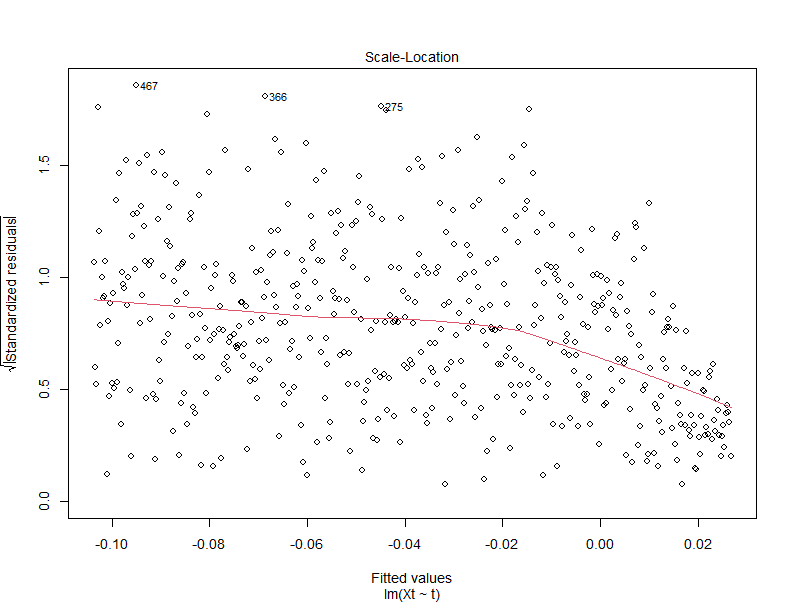 Scale-Location
467
366
275
1.5
1.0
0.5
0.0
√|Standardized residuals|
-0.10 -0.08 -0.06 -0.04 -0.02 0.00 0.02
Fitted values
lm(Xt ~ t)